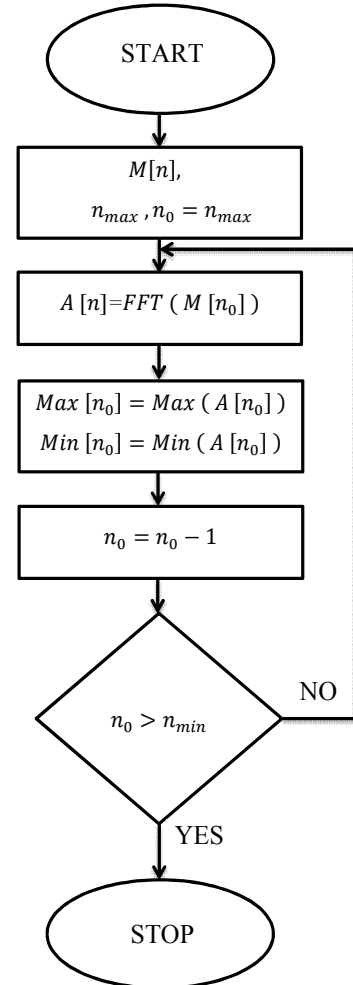 START
M[n],
n_max , n_0 = n_max
A [n]=FFT ( M [n_0] )
Max [n_0] = Max ( A [n_0] )
Min [n_0] = Min ( A [n_0] )
n_0 = n_0 − 1
n_0 > n_min
NO
YES
STOP